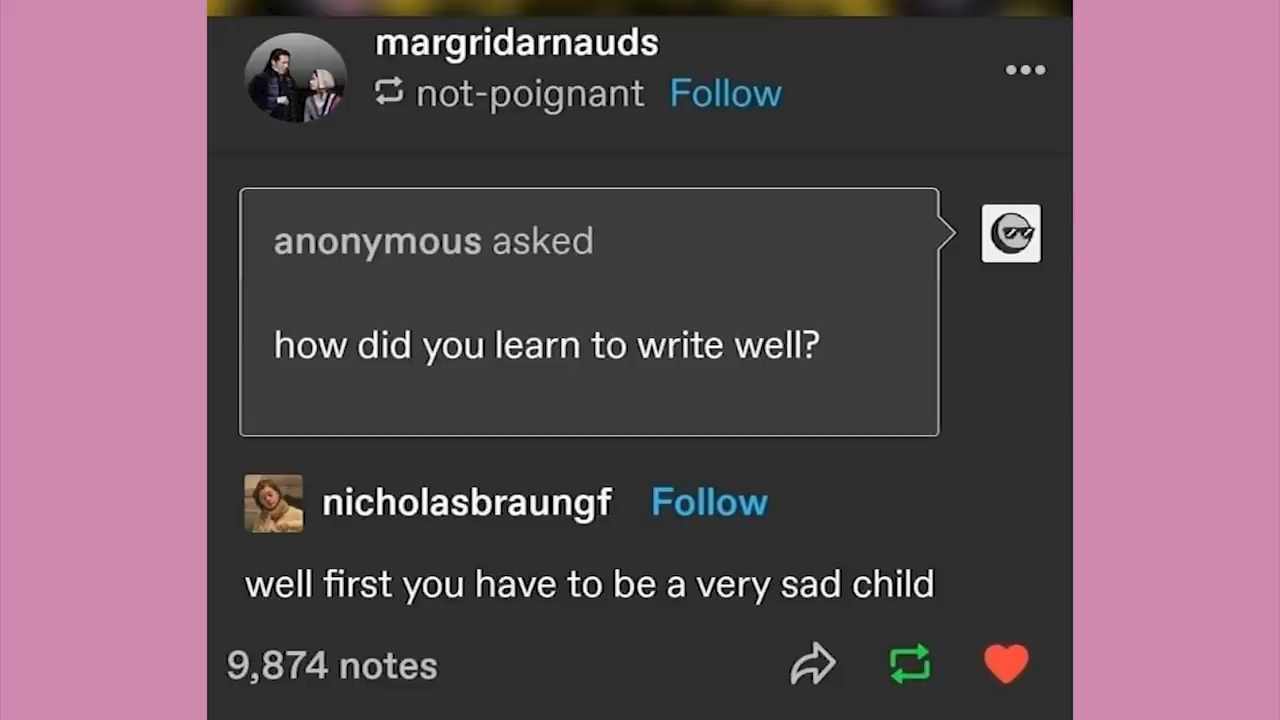 margridarnauds
not-poignant Follow
anonymous asked
how did you learn to write well?
nicholasbraungf Follow
well first you have to be a very sad child
9,874 notes